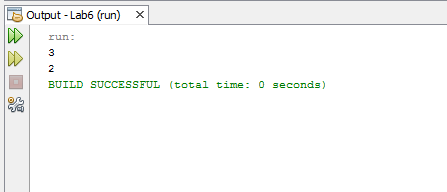 Output - Lab6 (run)
run:
3
2
BUILD SUCCESSFUL (total time: 0 seconds)